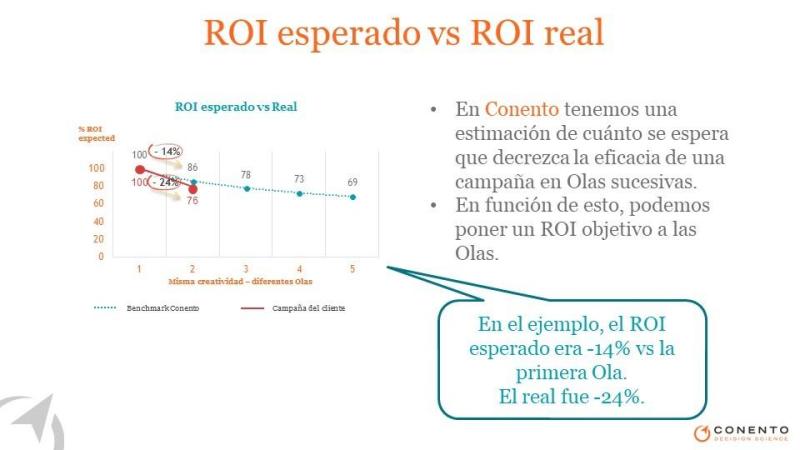 ROI esperado vs ROI real
ROI esperado vs Real
% ROI
expected
100
80
60
40
20
0
100
- 14%
86
78
73
69
100
- 24%
76
1 2 3 4 5
Misma creatividad – diferentes Olas
Benchmark Conento
Campaña del cliente
• En Conento tenemos una
estimación de cuánto se espera
que decrezca la eficacia de una
campaña en Olas sucesivas.
• En función de esto, podemos
poner un ROI objetivo a las
Olas.
En el ejemplo, el ROI
esperado era -14% vs la
primera Ola.
El real fue -24%.
CONENTO
DECISION SCIENCE